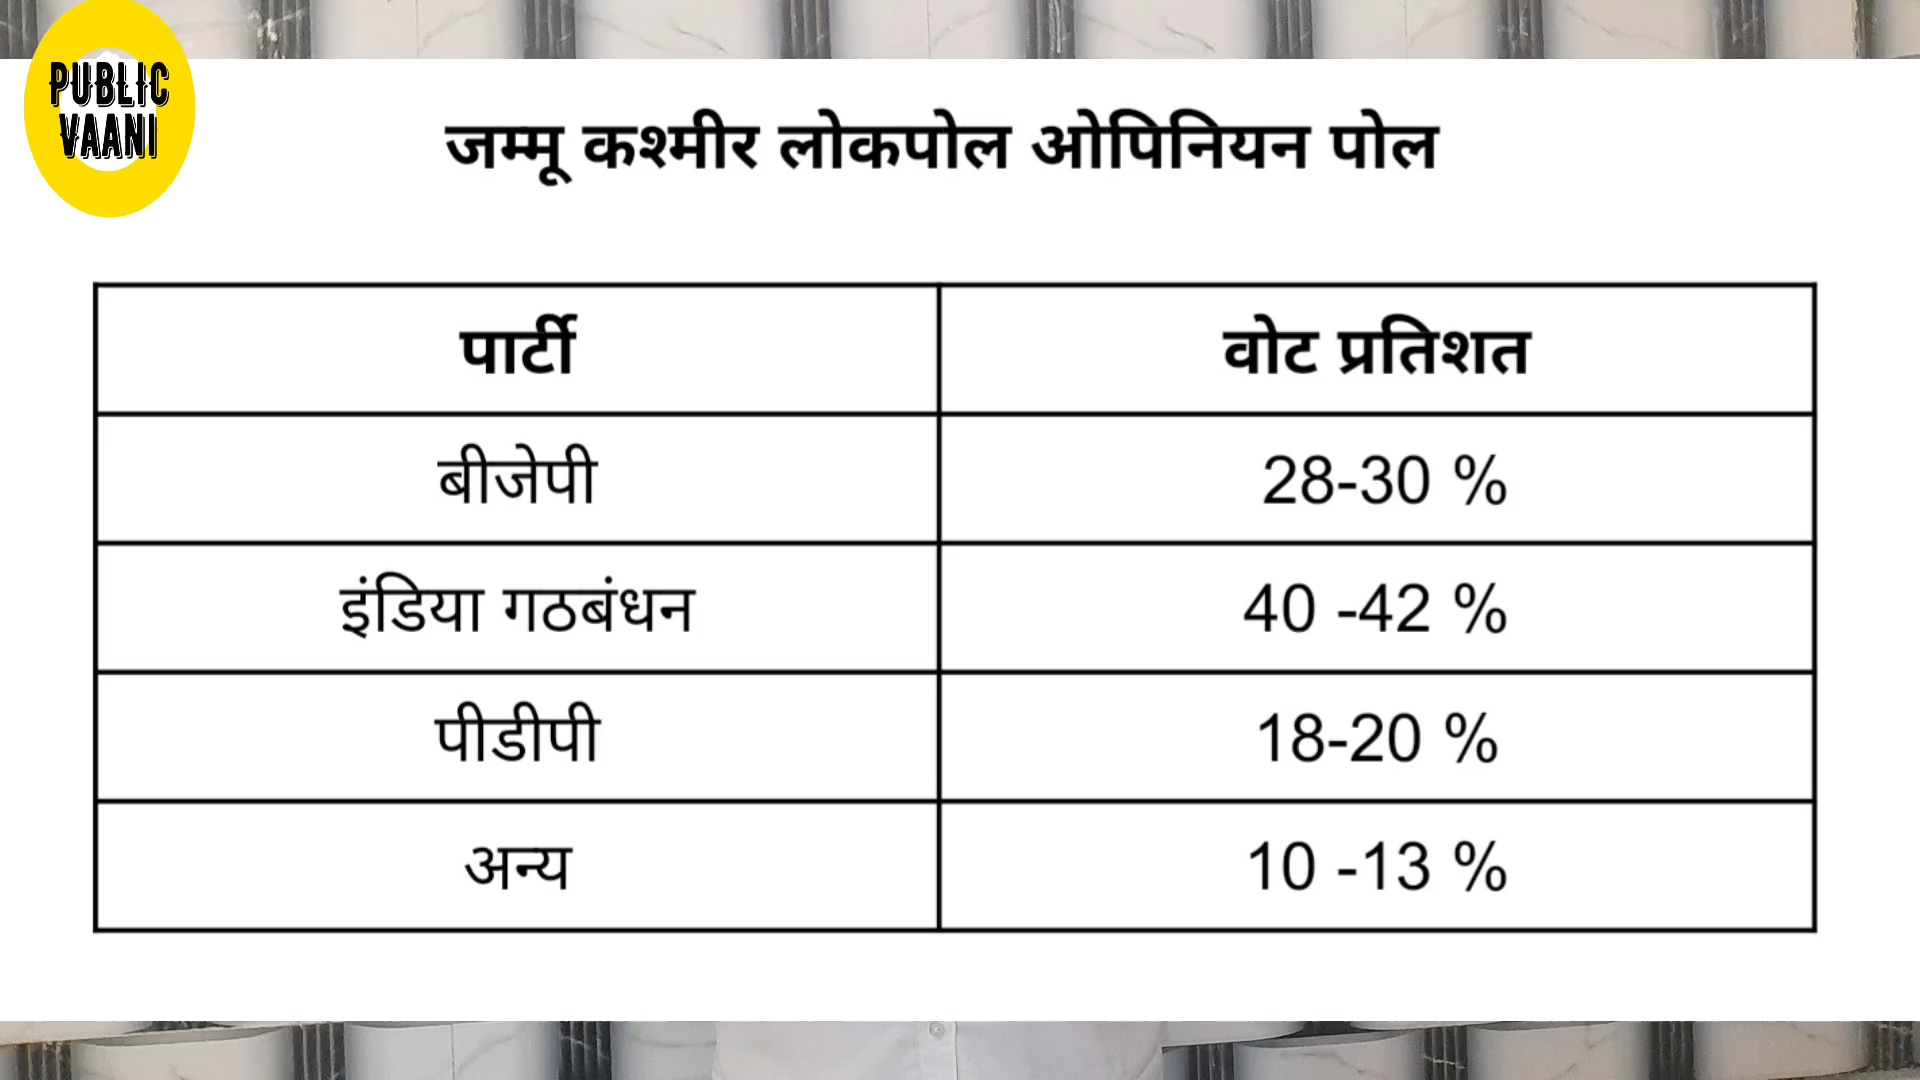 PUBLIC
VAANI
जम्मू कश्मीर लोकपोल ओपिनियन पोल
पार्टी वोट प्रतिशत
बीजेपी 28-30 %
इंडिया गठबंधन 40 -42 %
पीडीपी 18-20 %
अन्य 10 -13 %